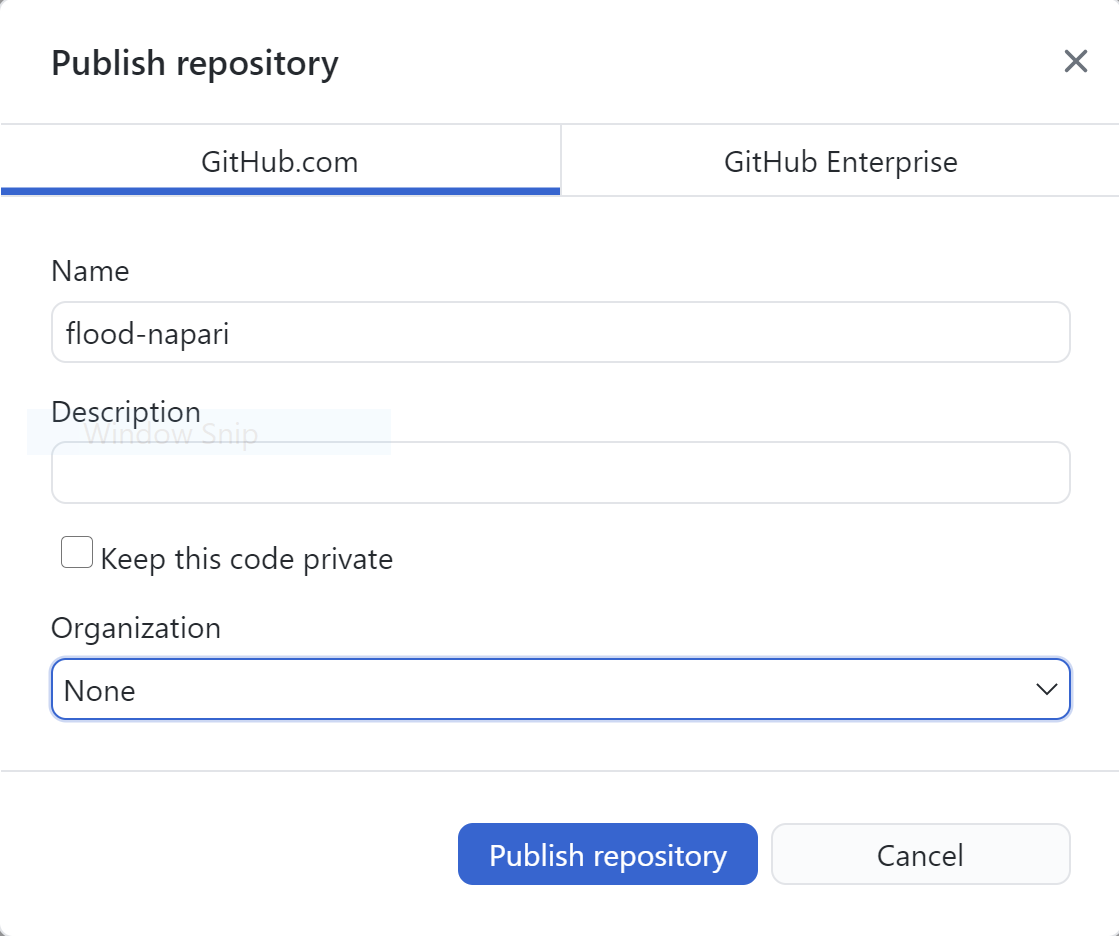 Publish repository
GitHub.com
GitHub Enterprise
Name
flood-napari
Description
Window Snip
Keep this code private
Organization
None
Publish repository
Cancel